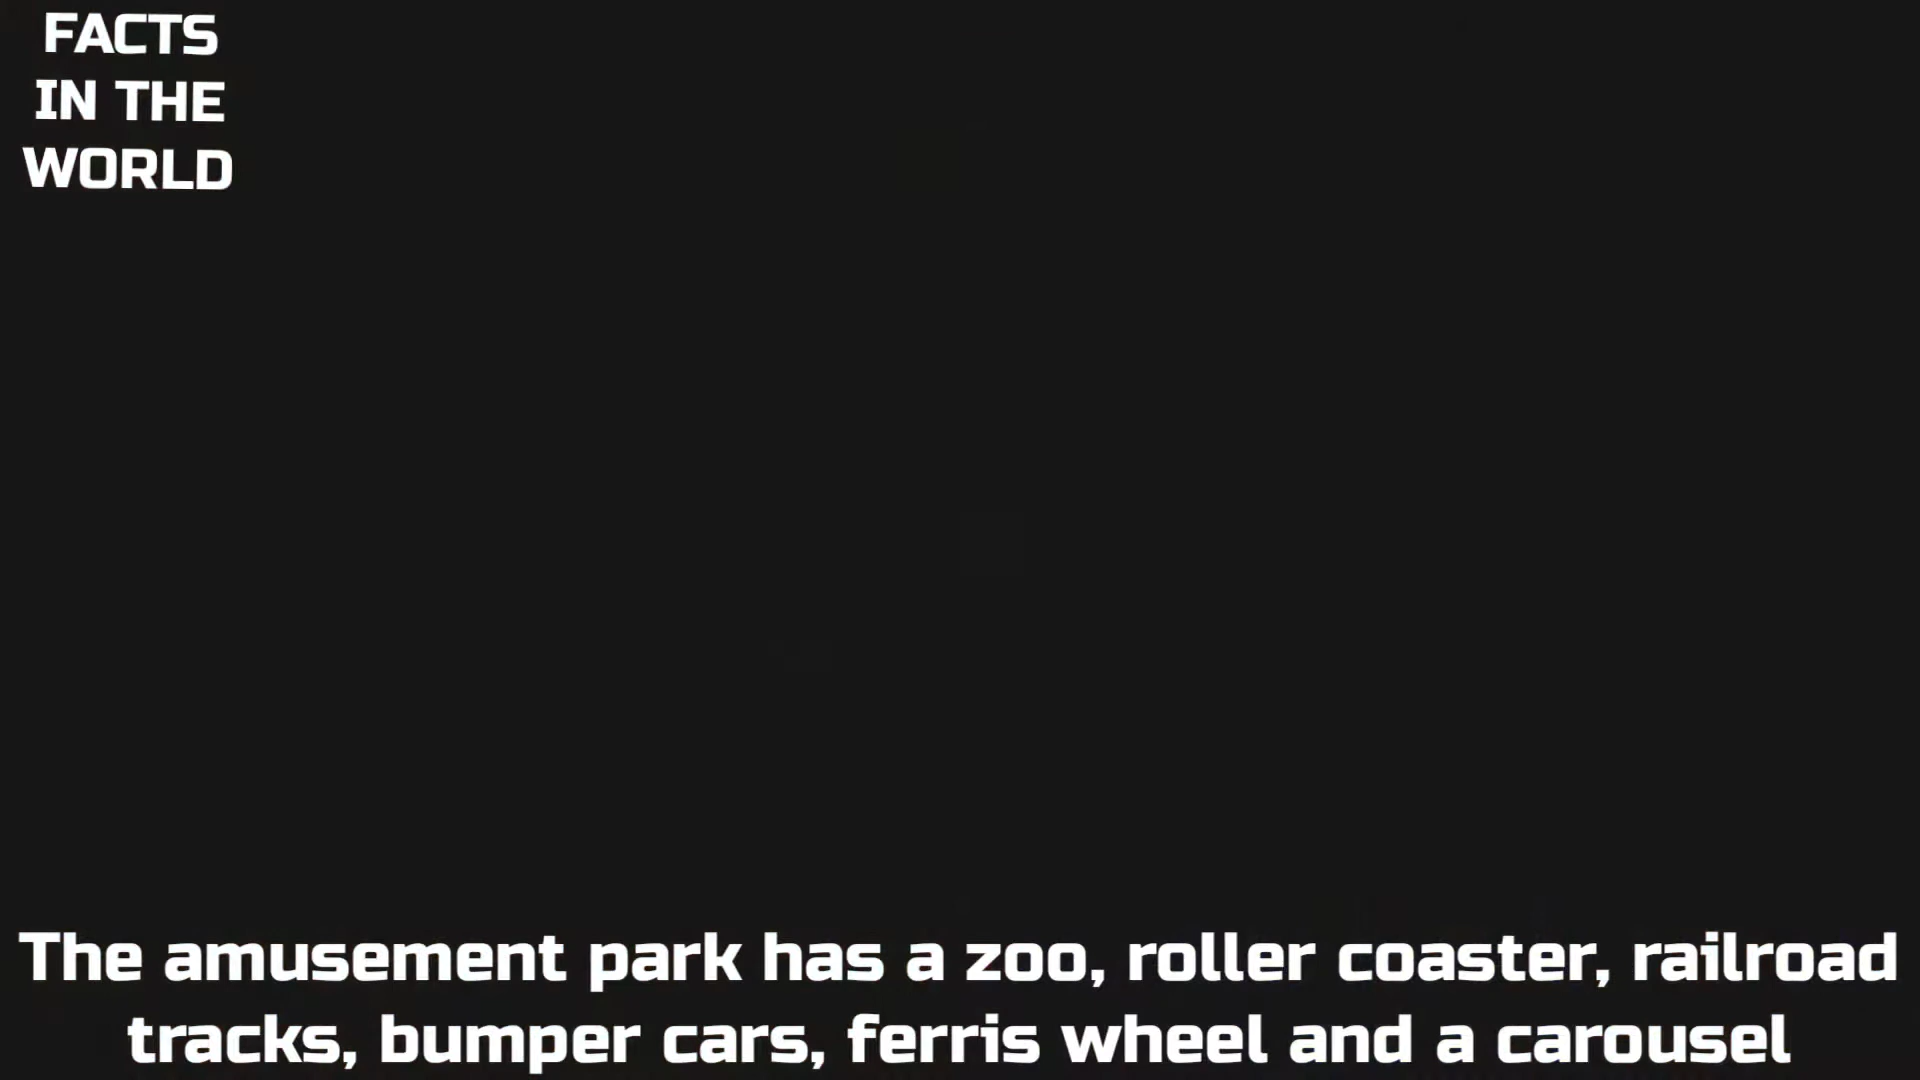 FACTS
IN THE
WORLD
The amusement park has a zoo, roller coaster, railroad
tracks, bumper cars, ferris wheel and a carousel